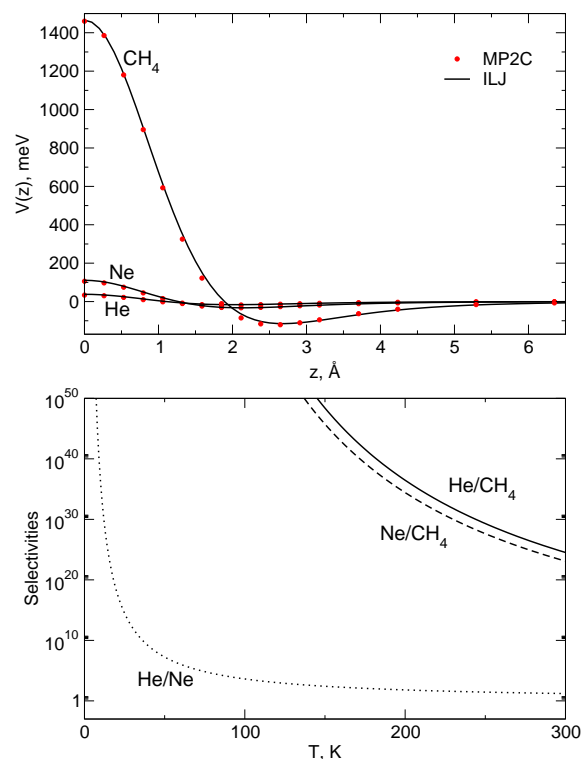 1400
1200
1000
800
600
400
200
0
V(z), meV
CH4
Ne
He
MP2C
ILJ
0 1 2 3 4 5 6
z, Å
10^50
10^40
10^30
10^20
10^10
1
Selectivities
He/CH4
Ne/CH4
He/Ne
0 100 200 300
T, K